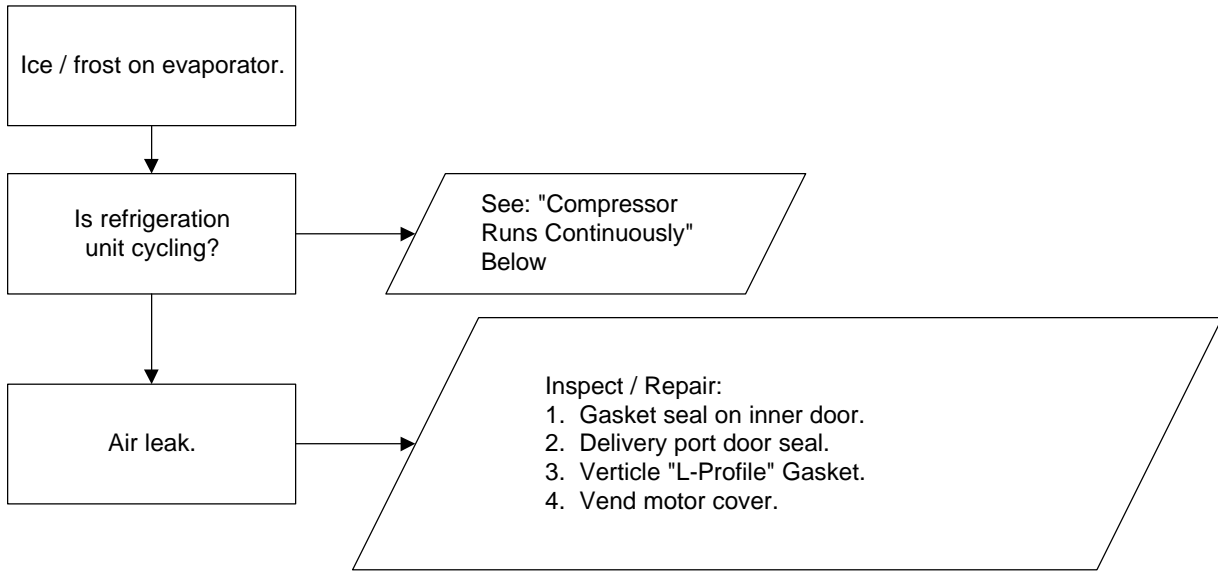 Ice / frost on evaporator.
Is refrigeration
unit cycling?
See: "Compressor
Runs Continuously"
Below
Air leak.
Inspect / Repair:
1. Gasket seal on inner door.
2. Delivery port door seal.
3. Verticle "L-Profile" Gasket.
4. Vend motor cover.